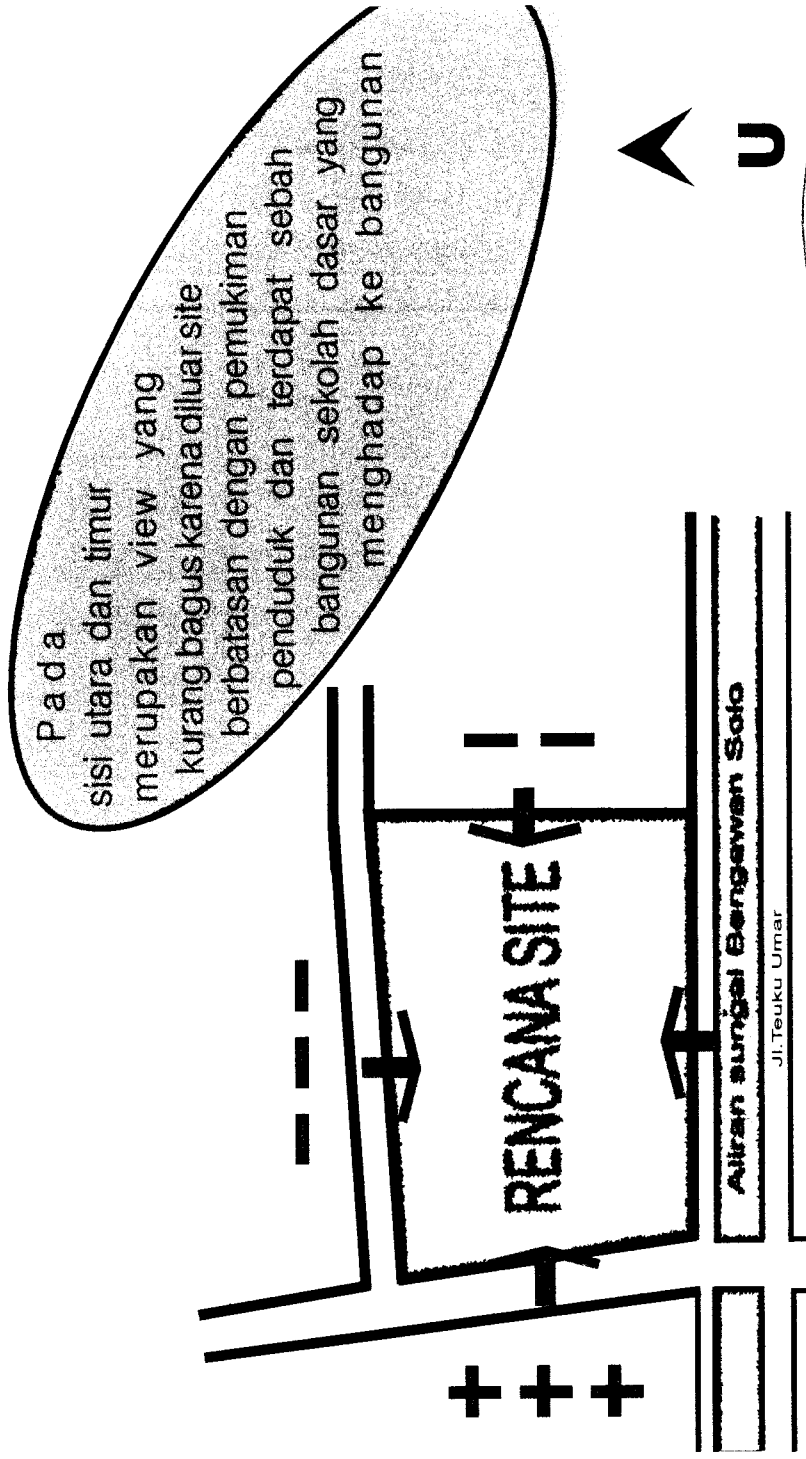 Pada
sisi utara dan timur
merupakan view yang
kurang bagus karena diluar site
berbatasan dengan pemukiman
penduduk dan terdapat sebah
bangunan sekolah dasar yang
menghadap ke bangunan
U
RENCANA SITE
Aliran sungai Bengawan Solo
Jl.Teuku Umar
- - -
- -
+ + +